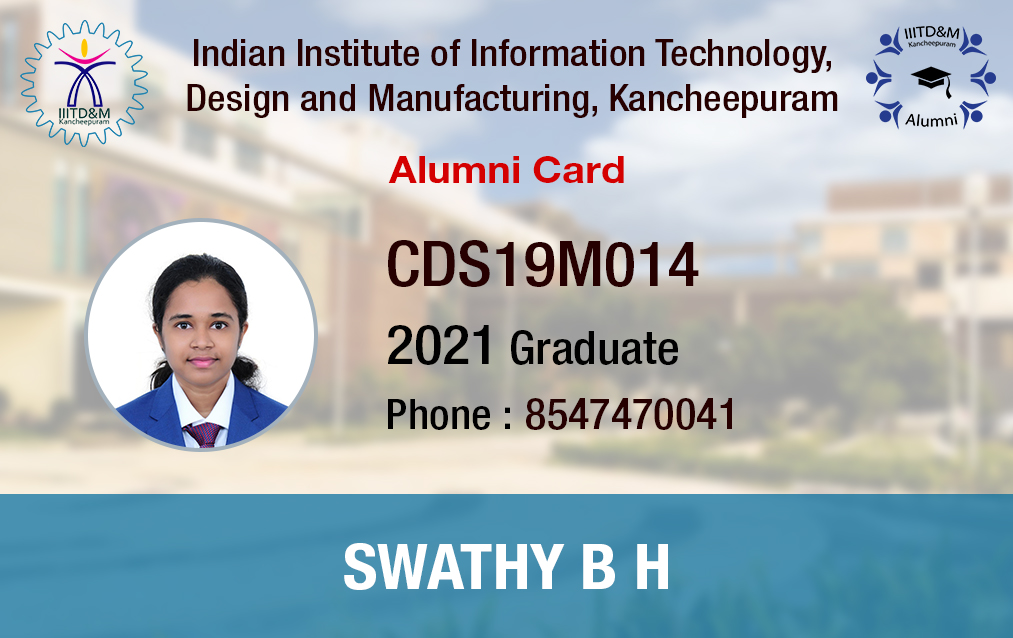 IIITD&M
Kancheepuram
Indian Institute of Information Technology,
Design and Manufacturing, Kancheepuram
IIITD&M
Kancheepuram
Alumni
Alumni Card
CDS19M014
2021 Graduate
Phone : 8547470041
SWATHY B H